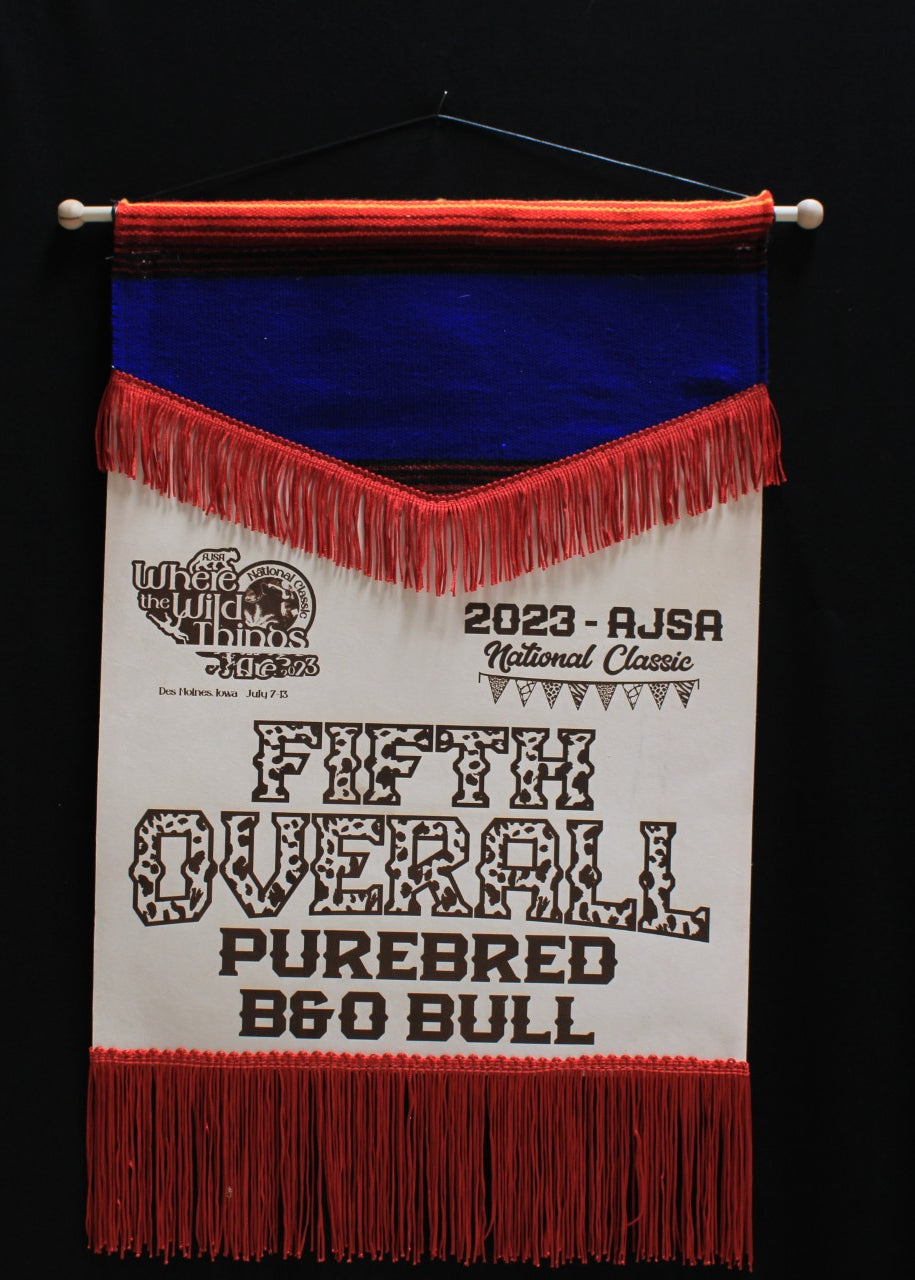 AJSA
National Classic
Where
the Wild
Things
Are 2023
Des Moines, Iowa July 7-13
2023 - AJSA
National Classic
FIFTH
OVERALL
PUREBRED
B&O BULL